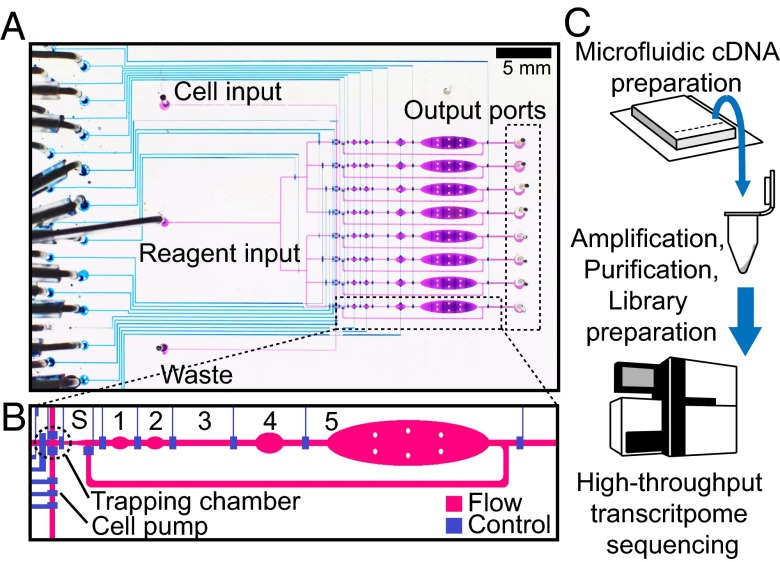 A
Cell input
5 mm
Output ports
Reagent input
Waste
B
S 1 2 3 4 5
Trapping chamber
Cell pump
Flow
Control
C
Microfluidic cDNA
preparation
Amplification,
Purification,
Library
preparation
High-throughput
transcritpome
sequencing